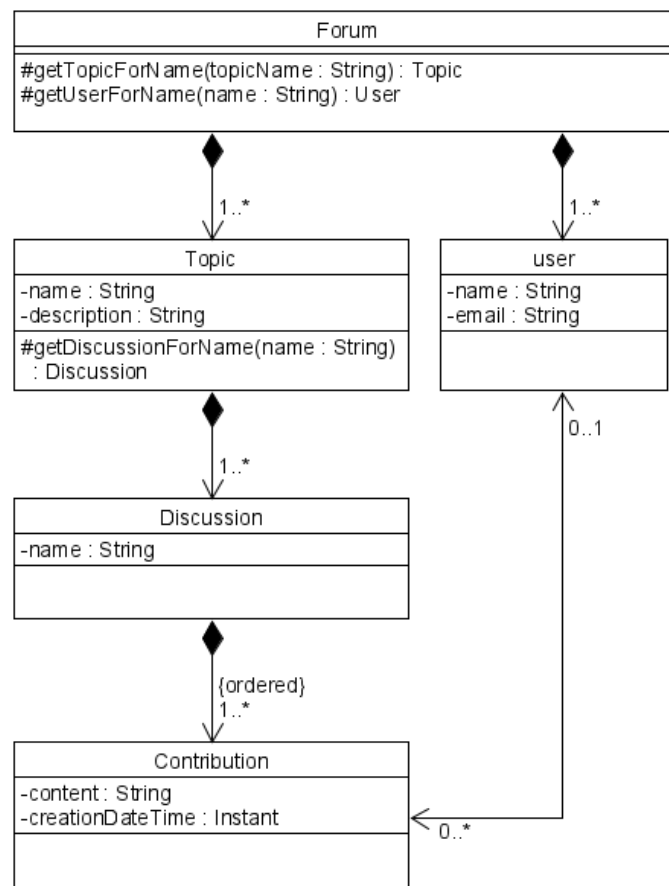 Forum
#getTopicForName(topicName : String) : Topic
#getUserForName(name : String) : User
1..*
1..*
Topic
-name : String
-description : String
#getDiscussionForName(name : String)
: Discussion
user
-name : String
-email : String
0..1
1..*
Discussion
-name : String
{ordered}
1..*
Contribution
-content : String
-creationDateTime : Instant
0..*